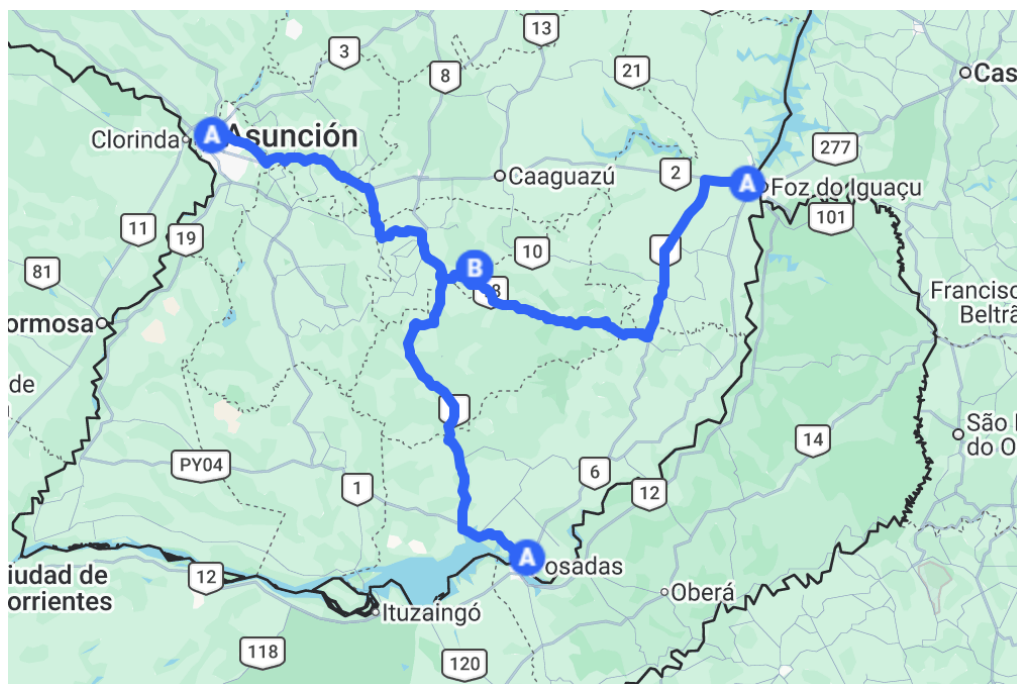 13
3
21
8
Cas
A
Asunción
Clorinda
277
2
Caaguazú
A
Foz do Iguaçu
101
11
19
10
B
81
Francisco
Beltrã
ormosa
de
São
do O
14
PY04
6
1
12
A
osadas
iudad de
orrientes
12
Oberá
Ituzaingó
118
120